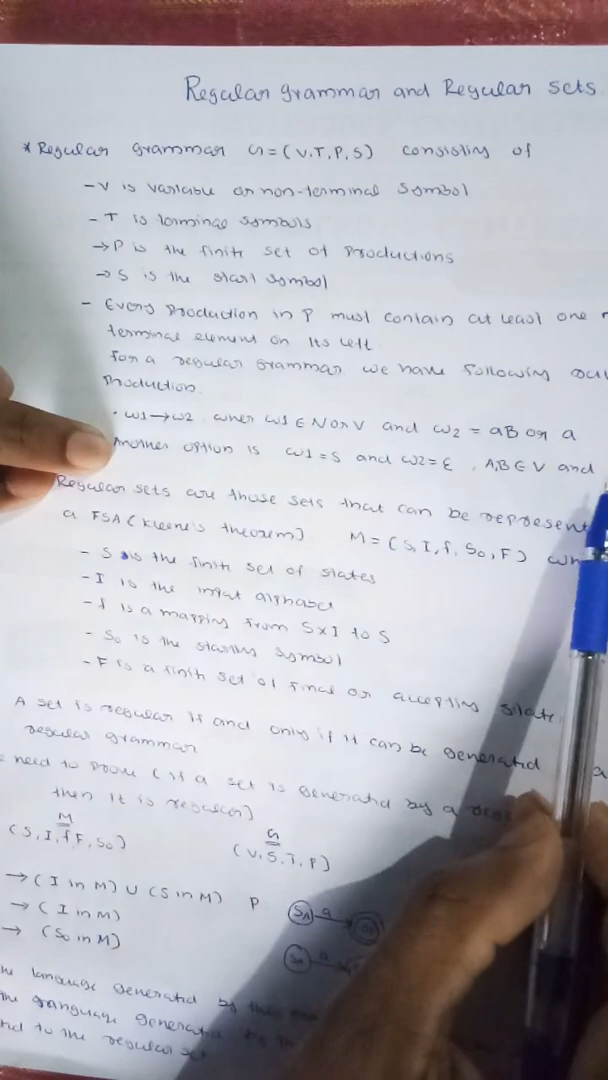 Regular grammar and Regular sets
* Regular grammar G=(V,T,P,S) consisting of
- V is variable or non-terminal symbol
- T is terminal symbols
→ P is the finite set of productions
→ S is the start symbol
- Every production in P must contain at least one
terminal element on its left
For a regular grammar we have following
production.
· w1→w2 when w1 ∈ N or V and w2 = aB or a
Another option is w1=S and w2=ε, A,B ∈ V and
Regular sets are those sets that can be represent
a FSA (Kleene's theorem) M=(S,I,f,S0,F)
- S is the finite set of states
- I is the input alphabet
- f is a mapping from S×I to S
- S0 is the starting symbol
- F is a finite set of final or accepting state.
A set is regular if and only if it can be generated
regular grammar
need to prove (if a set is generated by a
then it is regular)
M G
(S,I,f,F,S0) (V,S,T,P)
→ (I in M) U (S in M) P SA a
→ (I in M)
→ (S0 in M) SA a
language generated by
language generated
to the regular